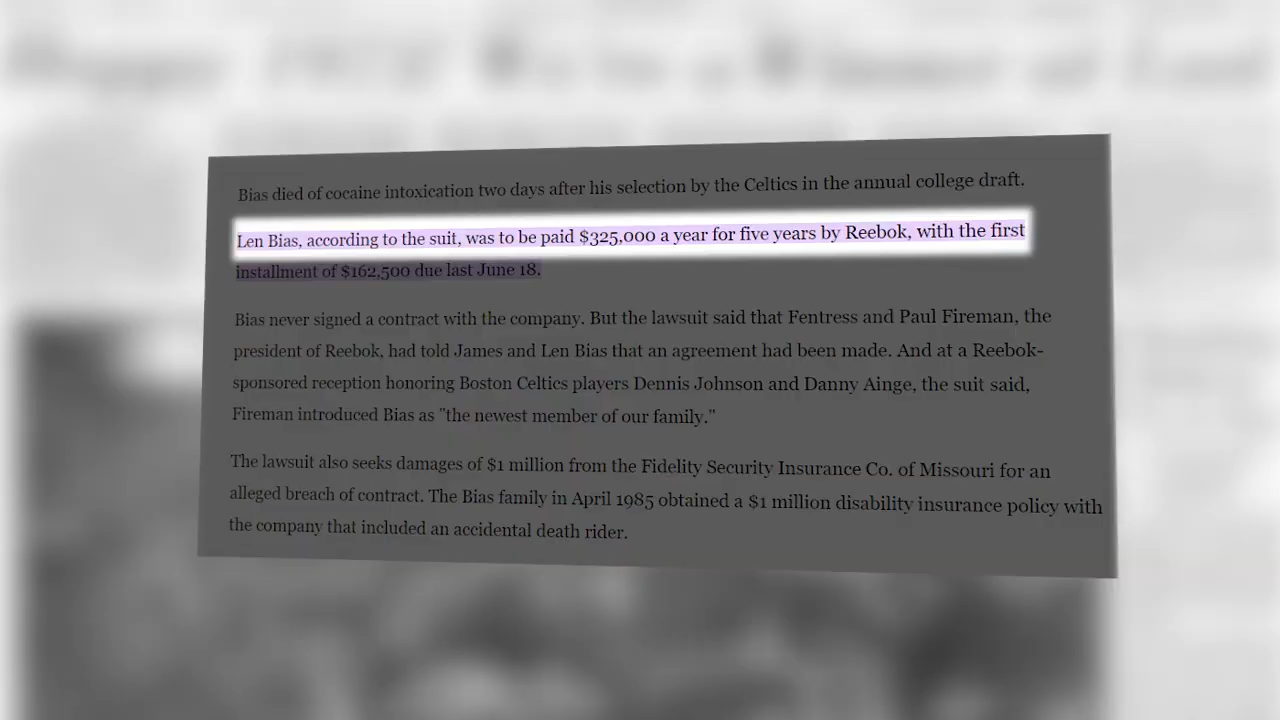 Bias died of cocaine intoxication two days after his selection by the Celtics in the annual college draft.
Len Bias, according to the suit, was to be paid $325,000 a year for five years by Reebok, with the first
installment of $162,500 due last June 18.
Bias never signed a contract with the company. But the lawsuit said that Fentress and Paul Fireman, the
president of Reebok, had told James and Len Bias that an agreement had been made. And at a Reebok-
sponsored reception honoring Boston Celtics players Dennis Johnson and Danny Ainge, the suit said,
Fireman introduced Bias as "the newest member of our family."
The lawsuit also seeks damages of $1 million from the Fidelity Security Insurance Co. of Missouri for an
alleged breach of contract. The Bias family in April 1985 obtained a $1 million disability insurance policy with
the company that included an accidental death rider.